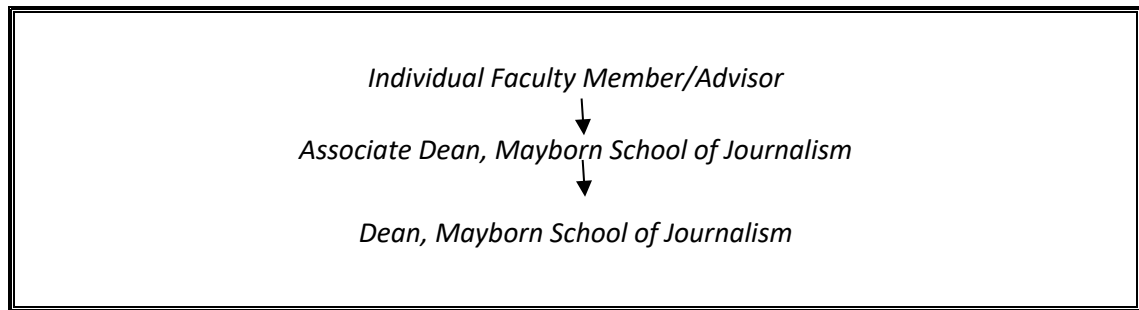 Individual Faculty Member/Advisor
Associate Dean, Mayborn School of Journalism
Dean, Mayborn School of Journalism